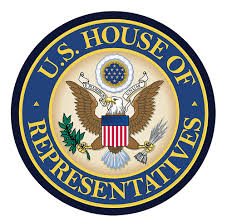 U.S. HOUSE OF
REPRESENTATIVES